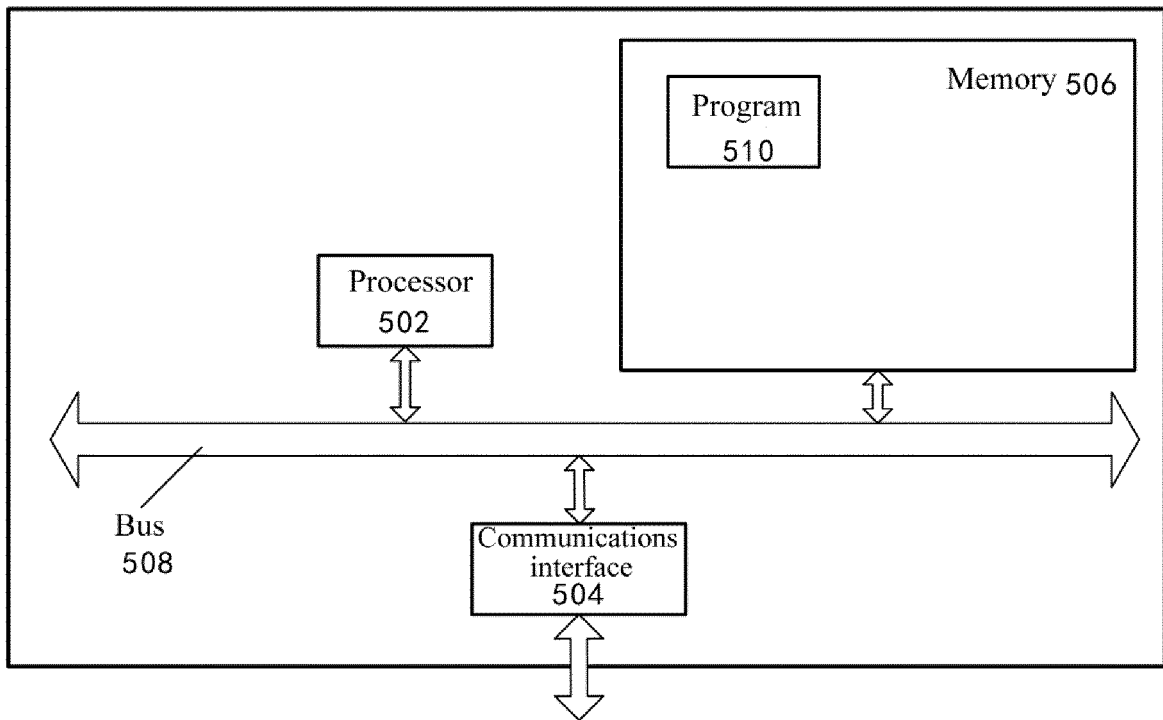 Memory 506
Program
510
Processor
502
Bus
508
Communications
interface
504